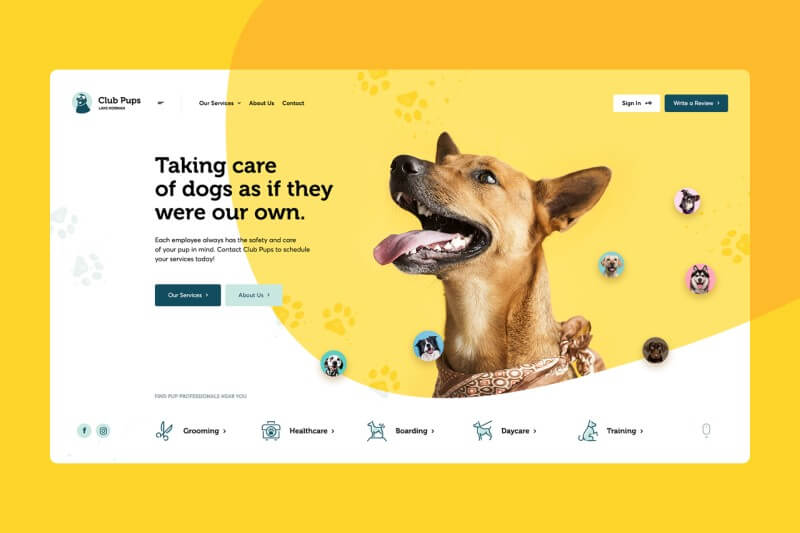 Club Pups
LAKE NORMAN
Our Services
About Us
Contact
Sign In
Write a Review
Taking care
of dogs as if they
were our own.
Each employee always has the safety and care
of your pup in mind. Contact Club Pups to schedule
your services today!
Our Services
About Us
FIND PUP PROFESSIONALS NEAR YOU
f
Grooming
Healthcare
Boarding
Daycare
Training